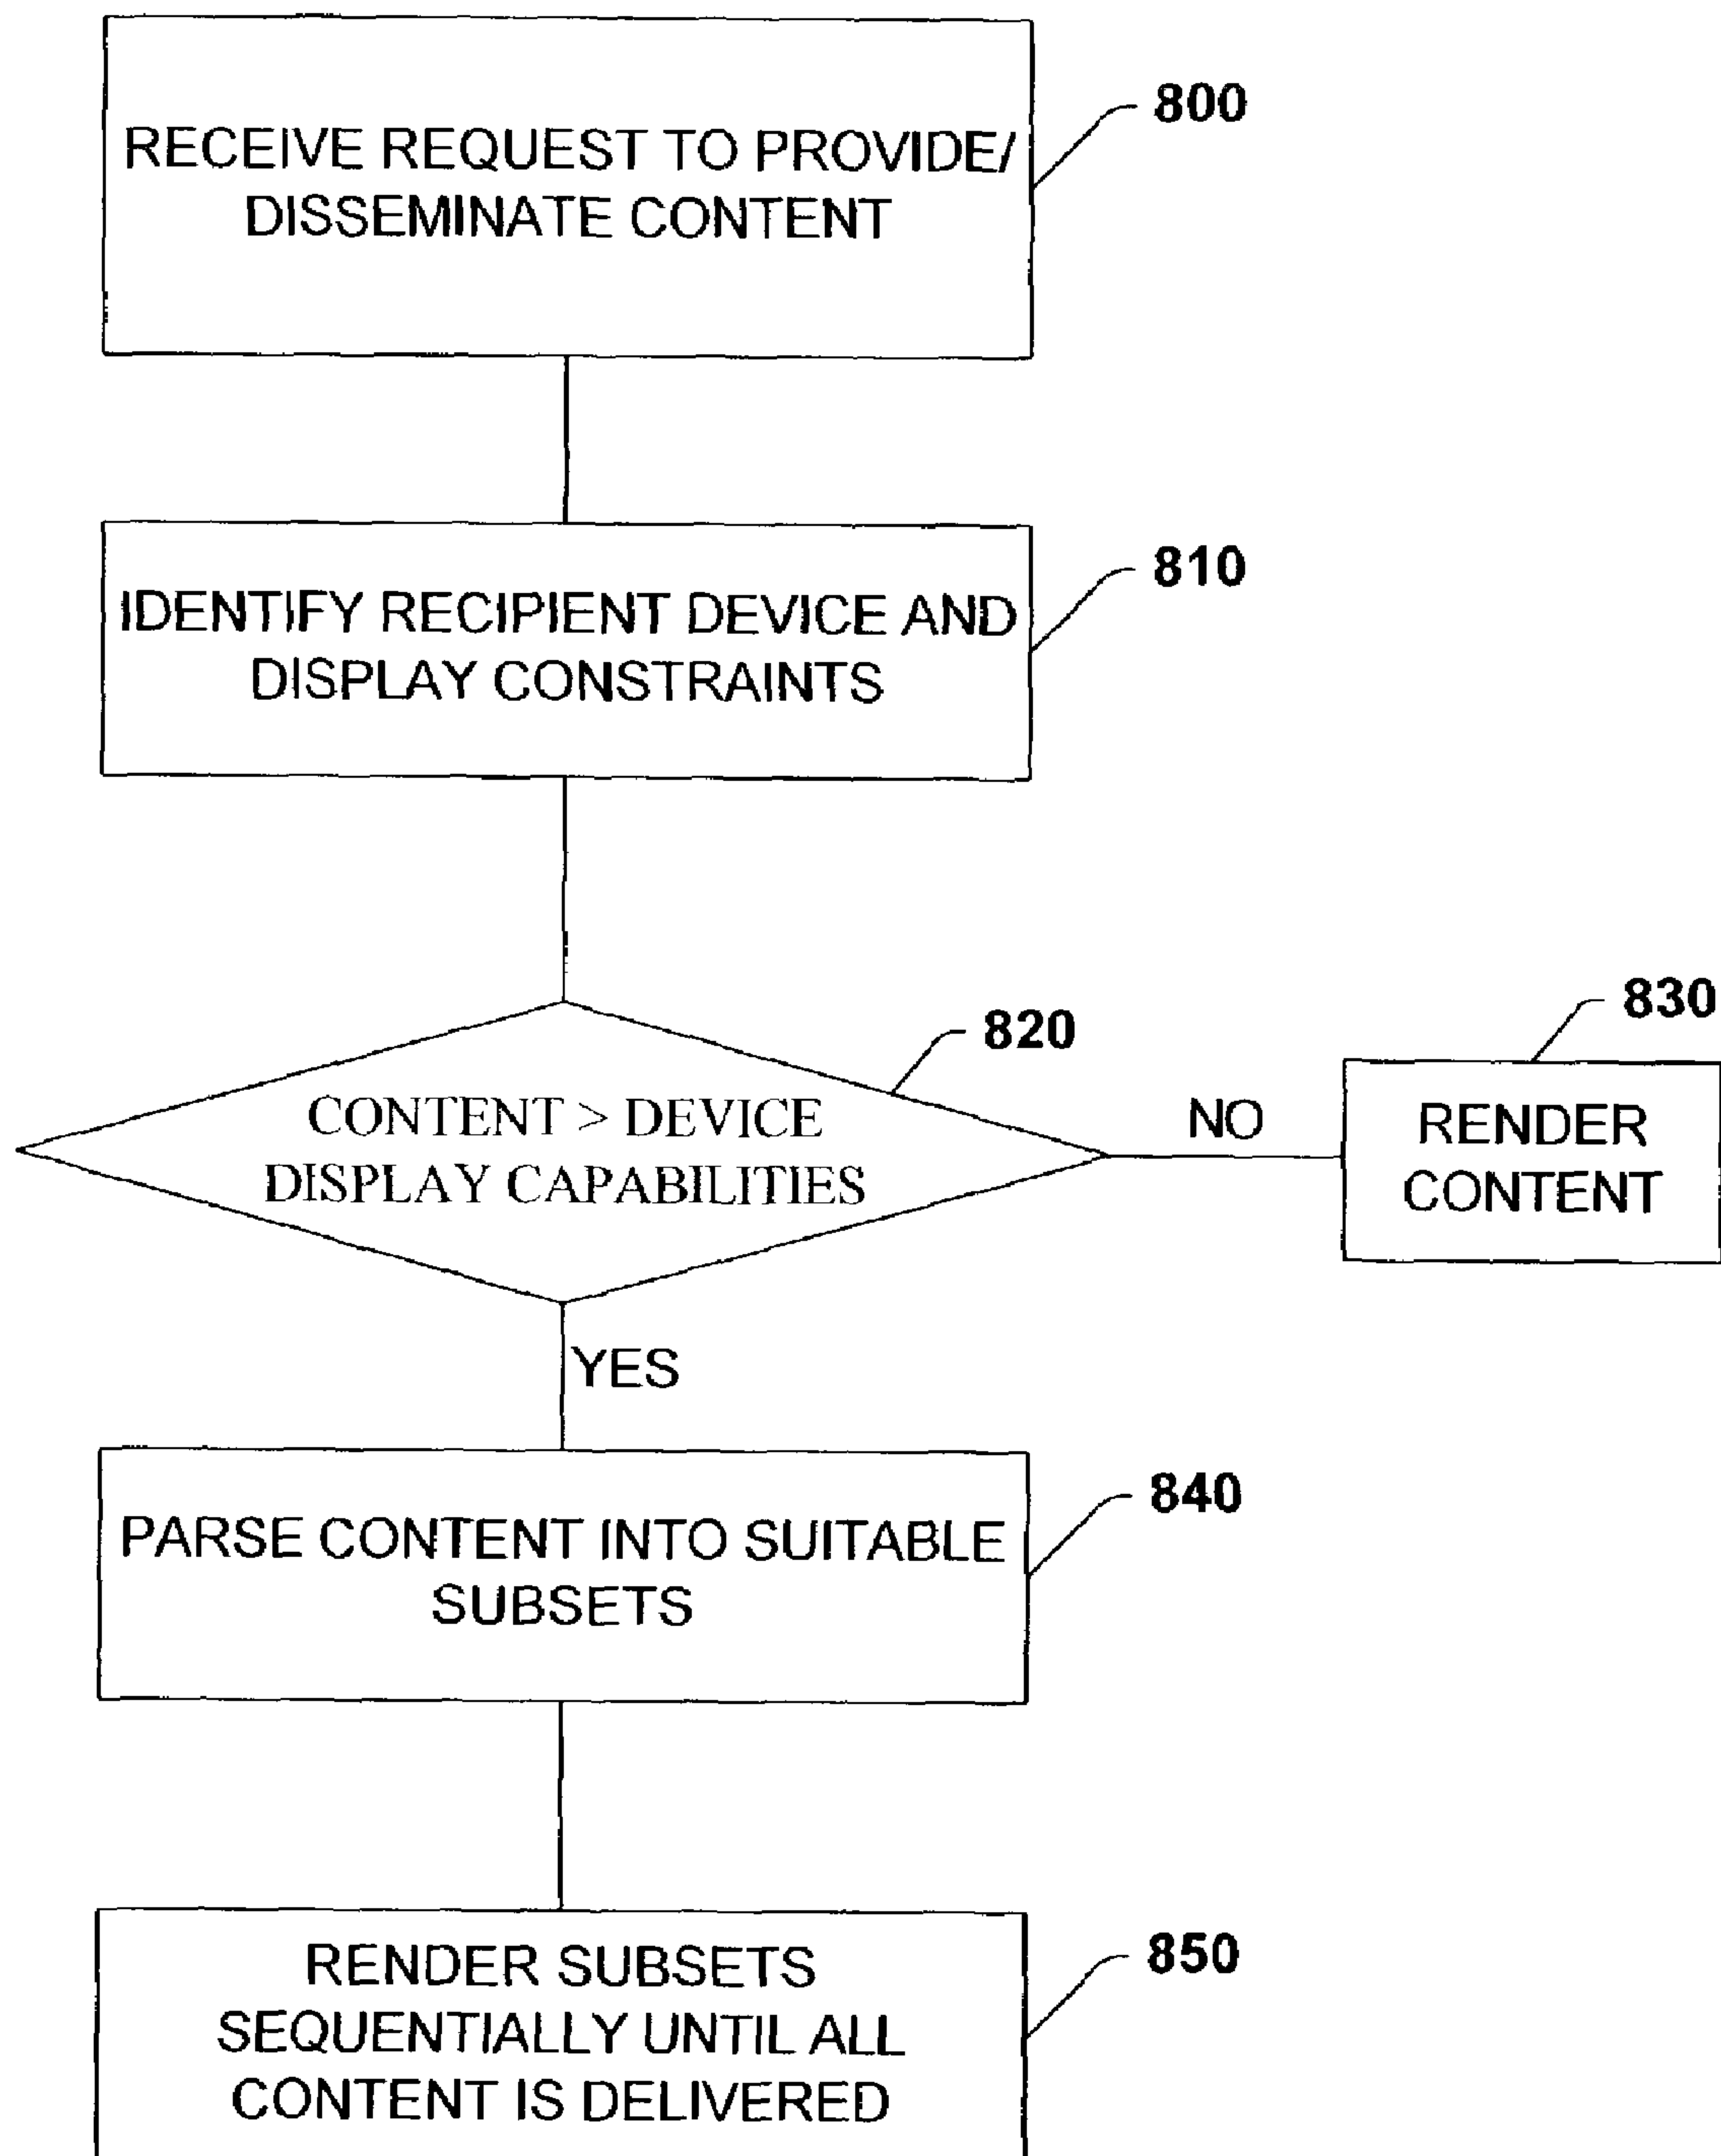 800
RECEIVE REQUEST TO PROVIDE/
DISSEMINATE CONTENT
810
IDENTIFY RECIPIENT DEVICE AND
DISPLAY CONSTRAINTS
820
CONTENT > DEVICE
DISPLAY CAPABILITIES
NO
830
RENDER
CONTENT
YES
840
PARSE CONTENT INTO SUITABLE
SUBSETS
850
RENDER SUBSETS
SEQUENTIALLY UNTIL ALL
CONTENT IS DELIVERED